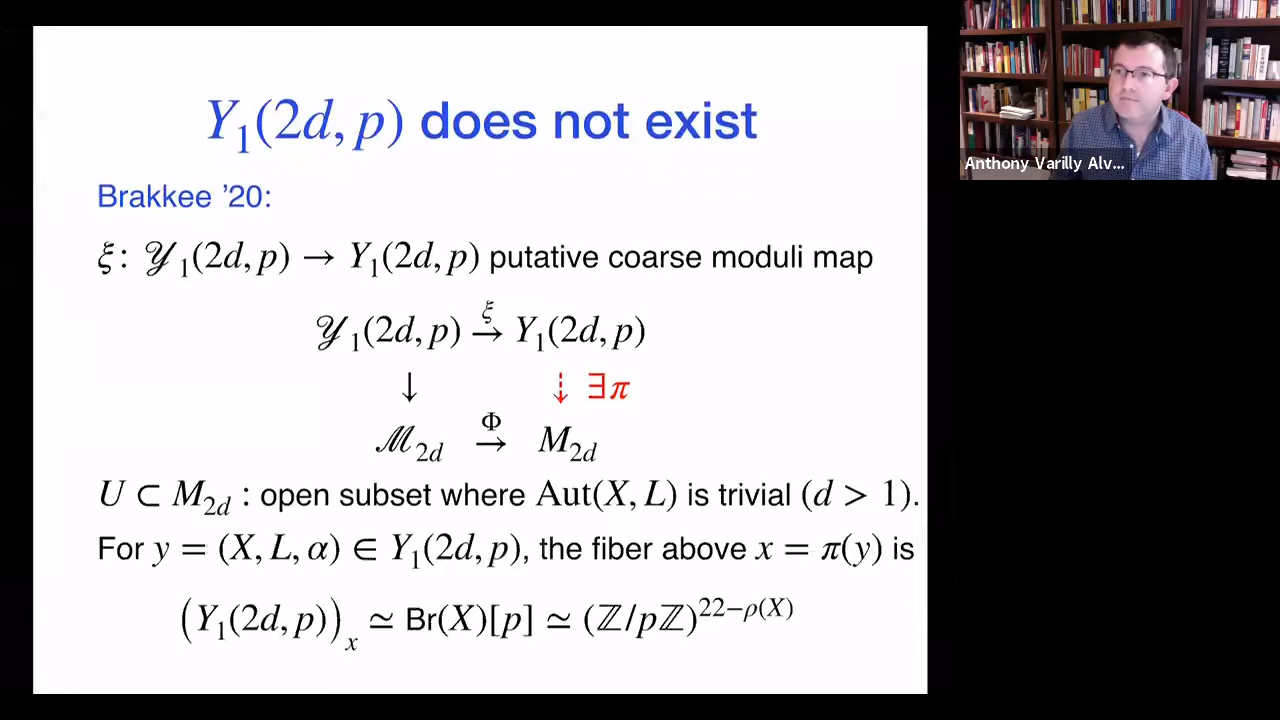 Y₁(2d, p) does not exist
Brakkee ’20:
ξ: 𝒴₁(2d, p) → Y₁(2d, p) putative coarse moduli map
𝒴₁(2d, p) →^ξ Y₁(2d, p)
↓ ⇣ ∃π
ℳ₂d →^Φ M₂d
U ⊂ M₂d : open subset where Aut(X, L) is trivial (d > 1).
For y = (X, L, α) ∈ Y₁(2d, p), the fiber above x = π(y) is
(Y₁(2d, p))ₓ ≃ Br(X)[p] ≃ (ℤ/pℤ)^{22−ρ(X)}
Anthony Varilly Alv...